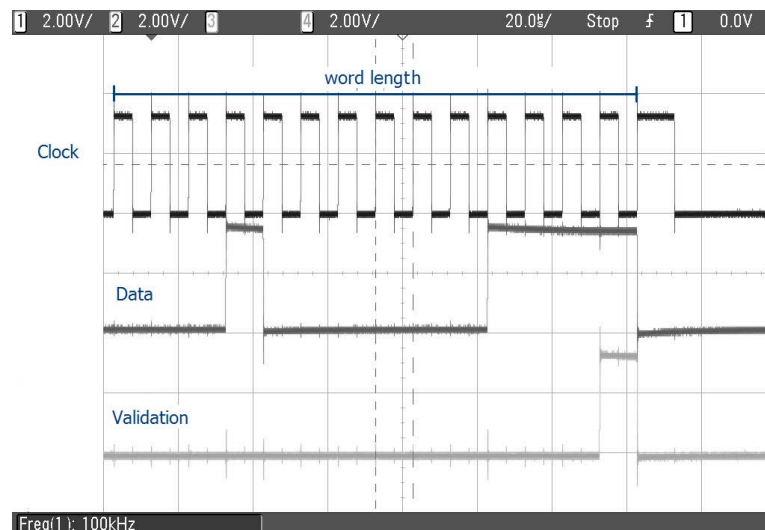 1 2.00V/ 2 2.00V/ 3 4 2.00V/ 20.0µs/ Stop 1 0.0V
word length
Clock
Data
Validation
Freq(1): 100kHz